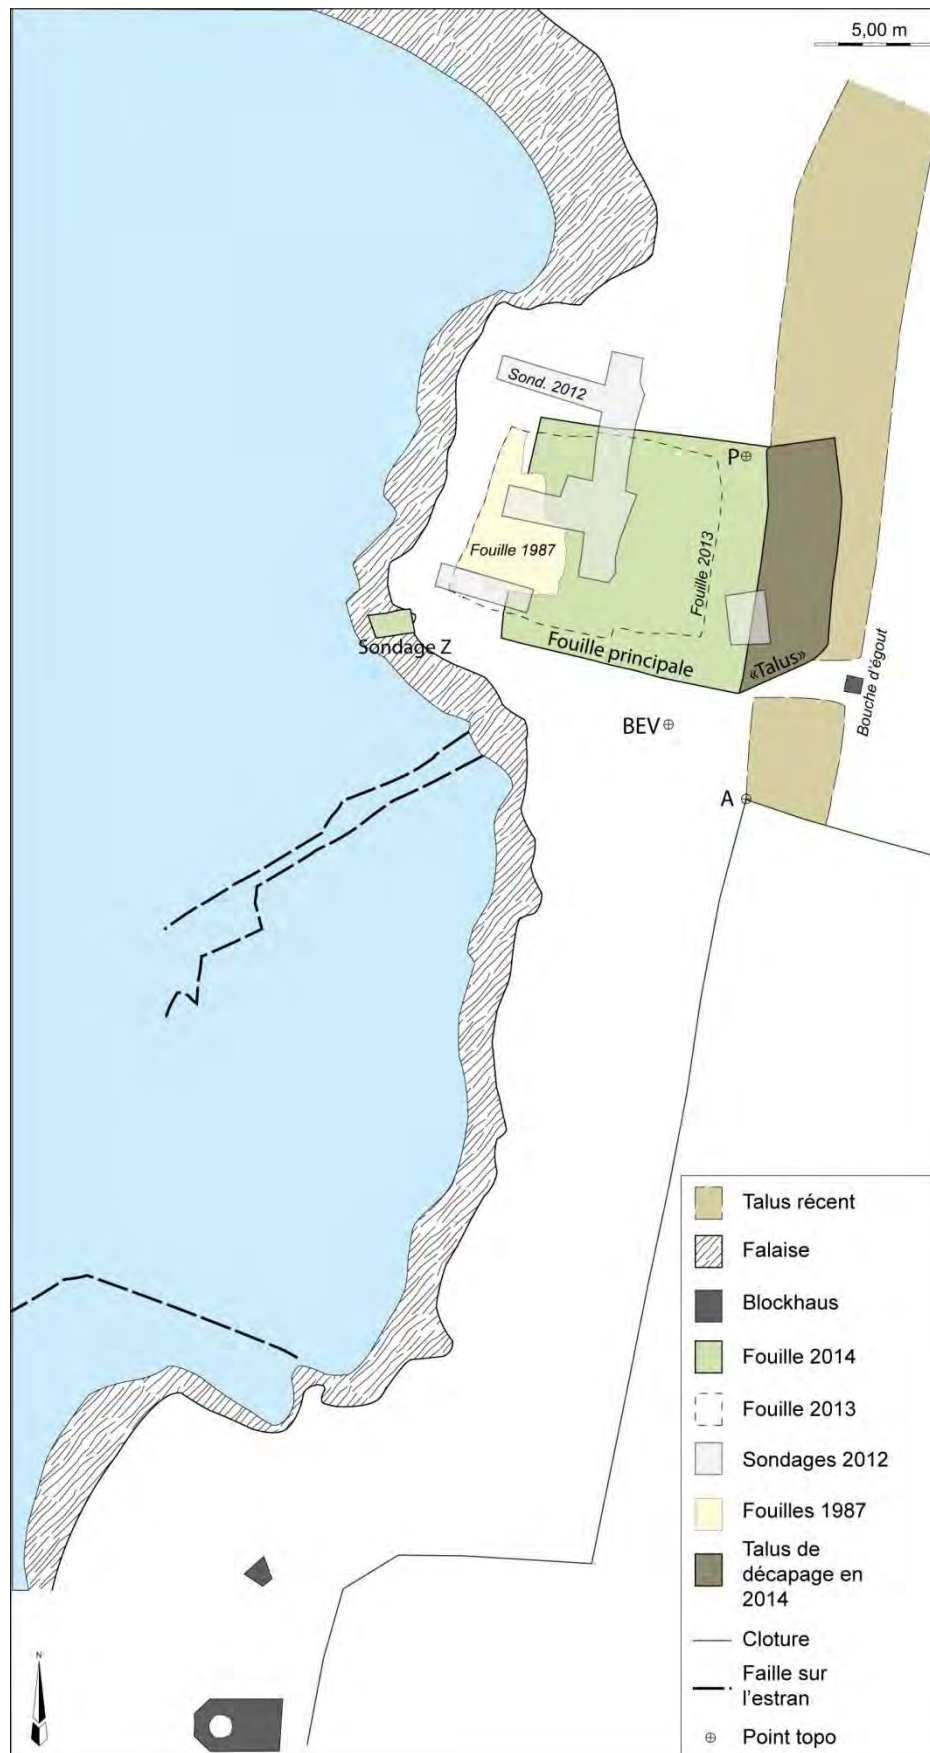 5,00 m
Sond. 2012
P
Fouille 1987
Fouille 2013
Sondage Z
Fouille principale
«Talus»
Bouche d'égout
BEV
A
Talus récent
Falaise
Blockhaus
Fouille 2014
Fouille 2013
Sondages 2012
Fouilles 1987
Talus de
décapage en
2014
Cloture
Faille sur
l'estran
Point topo
N